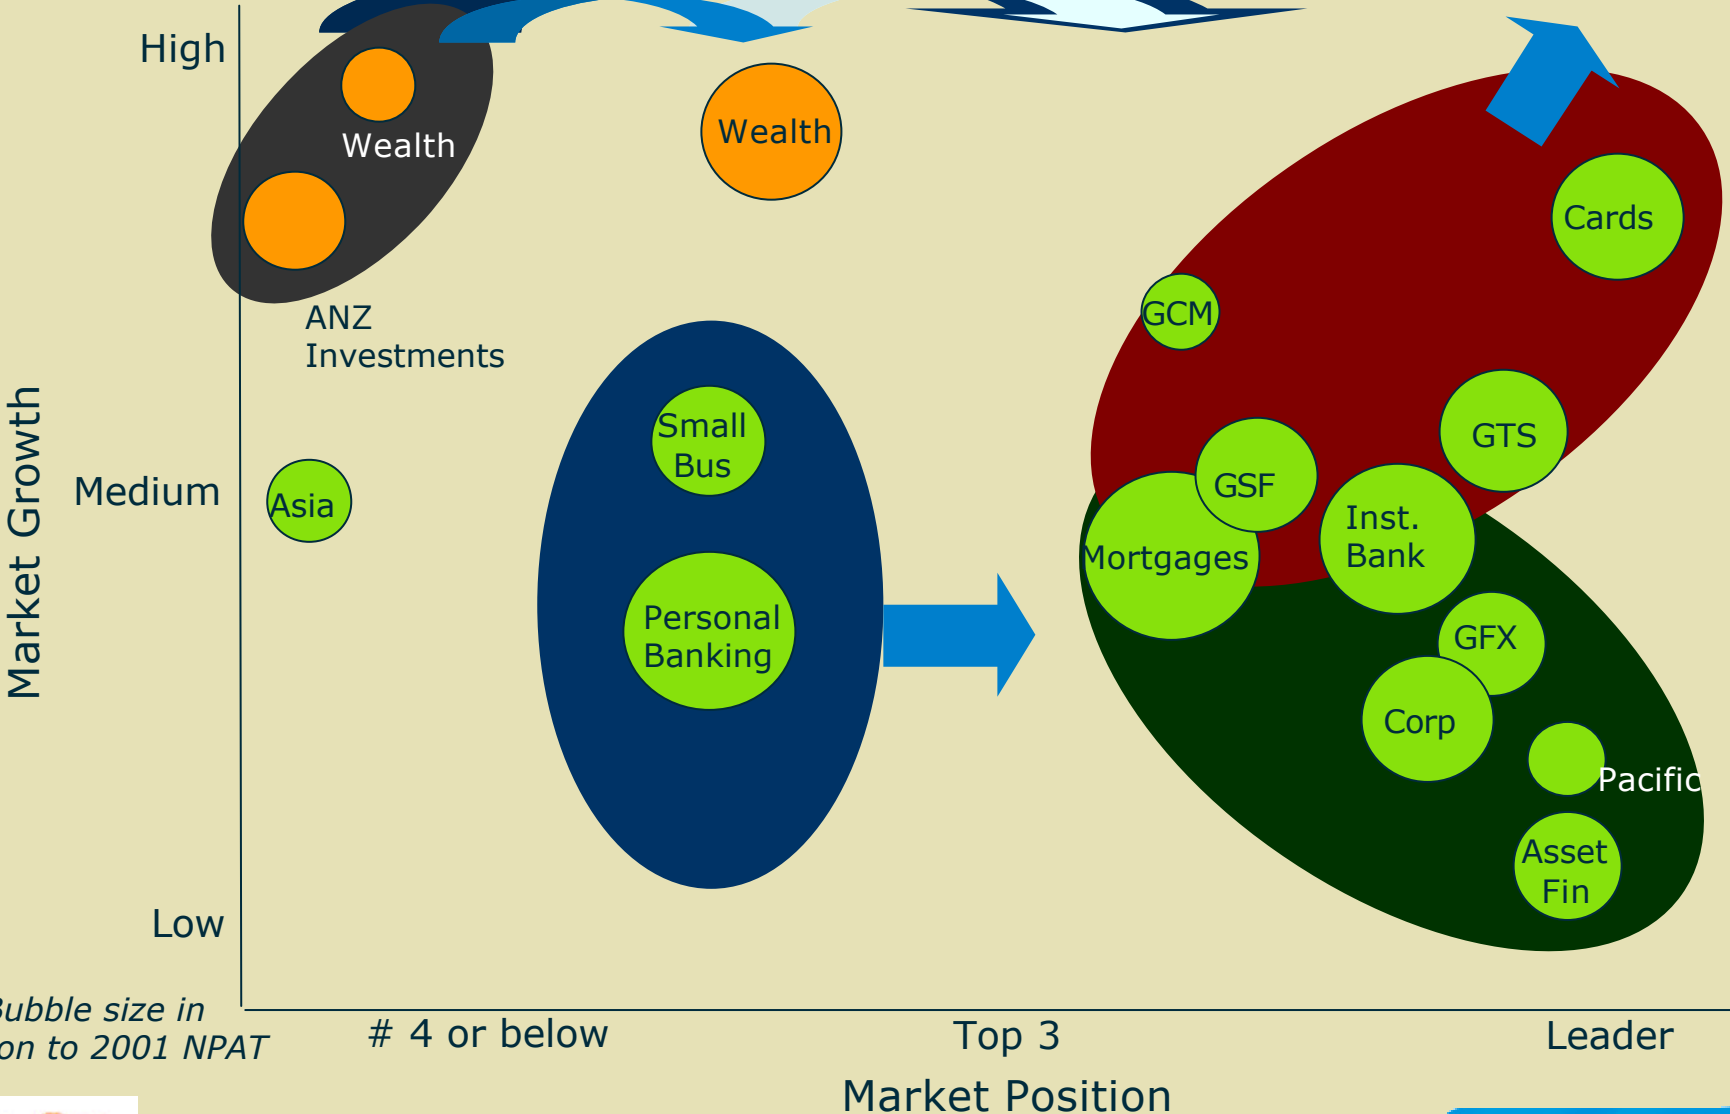 High
Wealth
Wealth
Cards
ANZ
Investments
GCM
Market Growth
Small
Bus
GTS
Medium
Asia
GSF
Inst.
Bank
Mortgages
Personal
Banking
GFX
Corp
Pacific
Asset
Fin
Low
Bubble size in
on to 2001 NPAT
# 4 or below
Top 3
Leader
Market Position